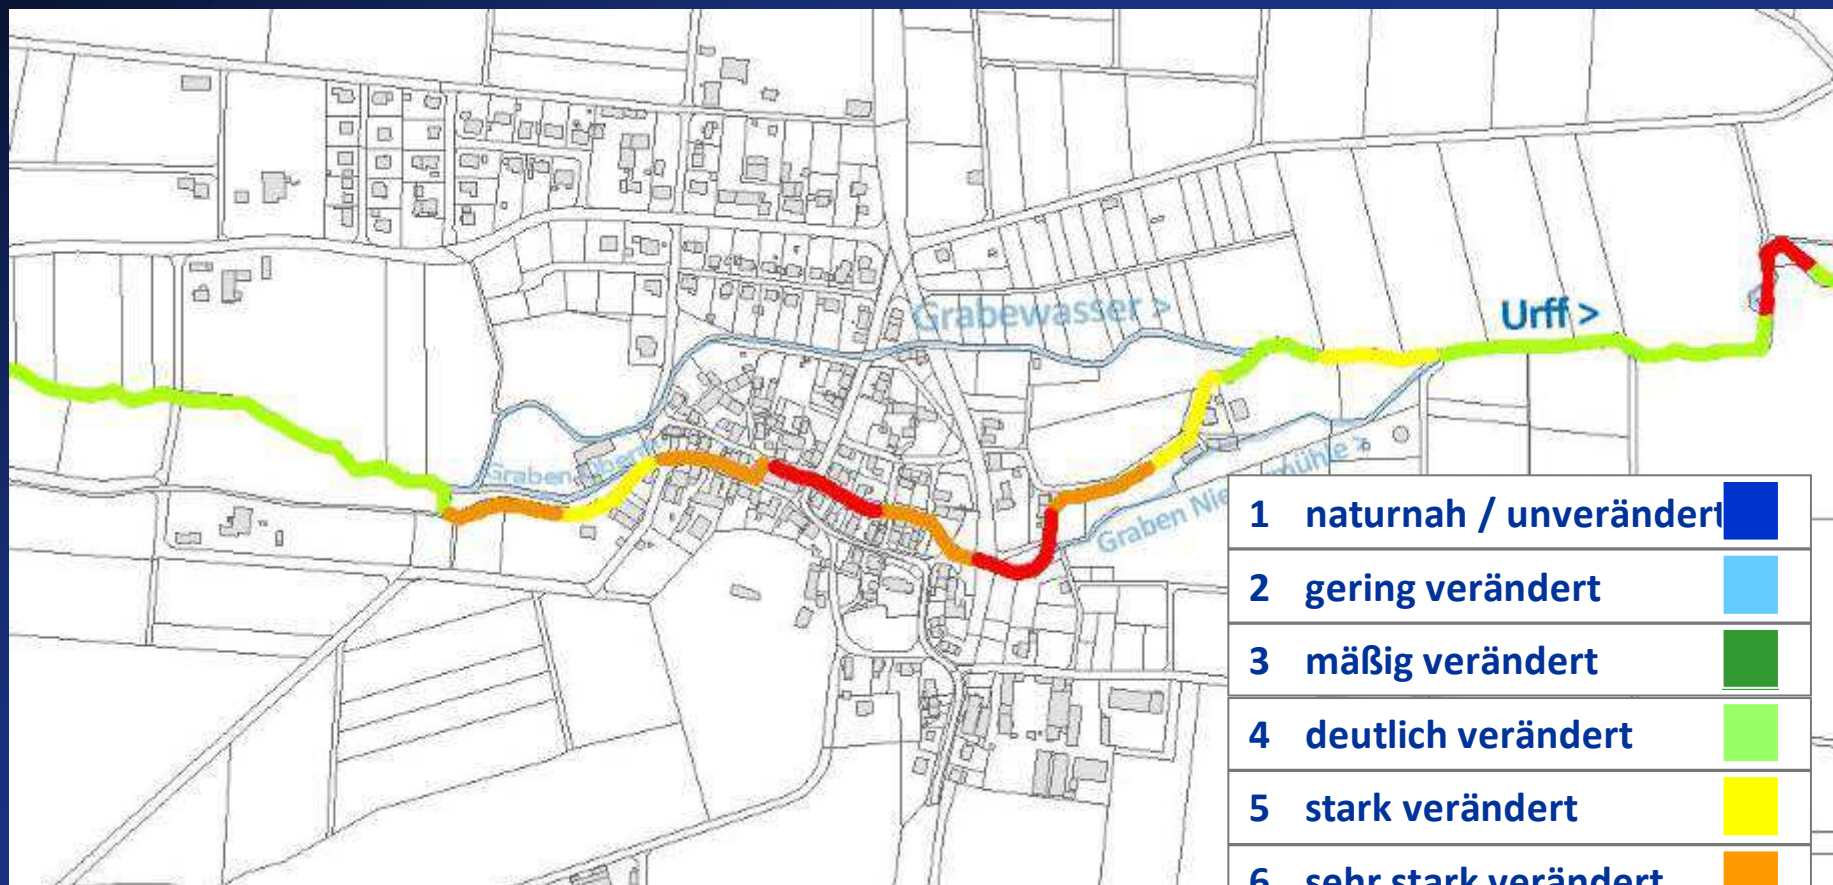 Grabewasser >
Urff >
Graben
Graben
mühle >
1 naturnah / unverändert
2 gering verändert
3 mäßig verändert
4 deutlich verändert
5 stark verändert
6 sehr stark verändert